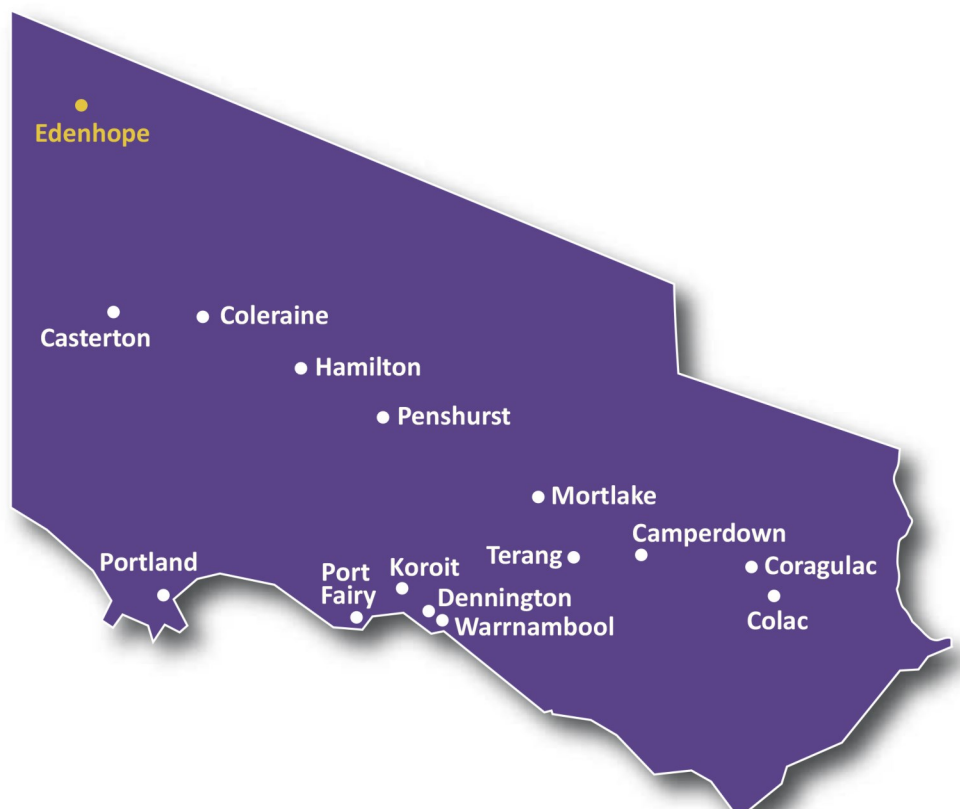 Edenhope
Coleraine
Casterton
Hamilton
Penshurst
Mortlake
Camperdown
Terang
Coragulac
Portland
Koroit
Port
Fairy
Dennington
Warrnambool
Colac